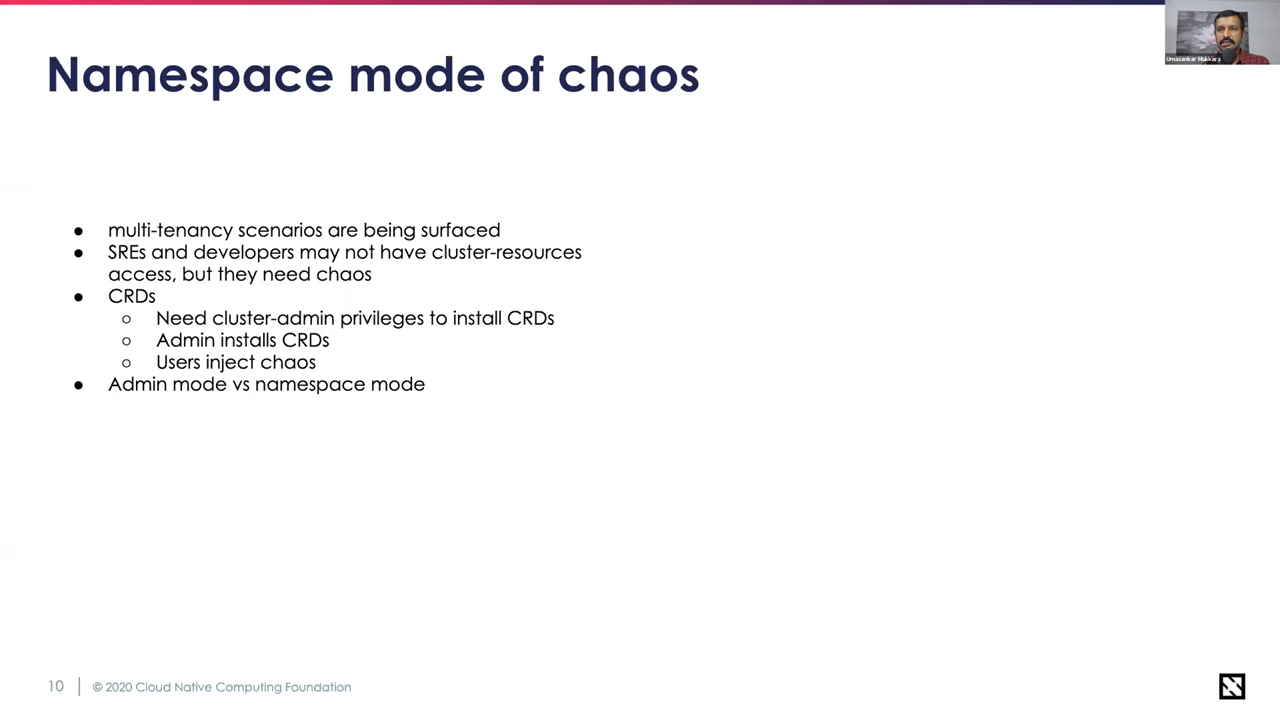 Namespace mode of chaos
Umasankar Mukkara
● multi-tenancy scenarios are being surfaced
● SREs and developers may not have cluster-resources
access, but they need chaos
● CRDs
○ Need cluster-admin privileges to install CRDs
○ Admin installs CRDs
○ Users inject chaos
● Admin mode vs namespace mode
10 | © 2020 Cloud Native Computing Foundation